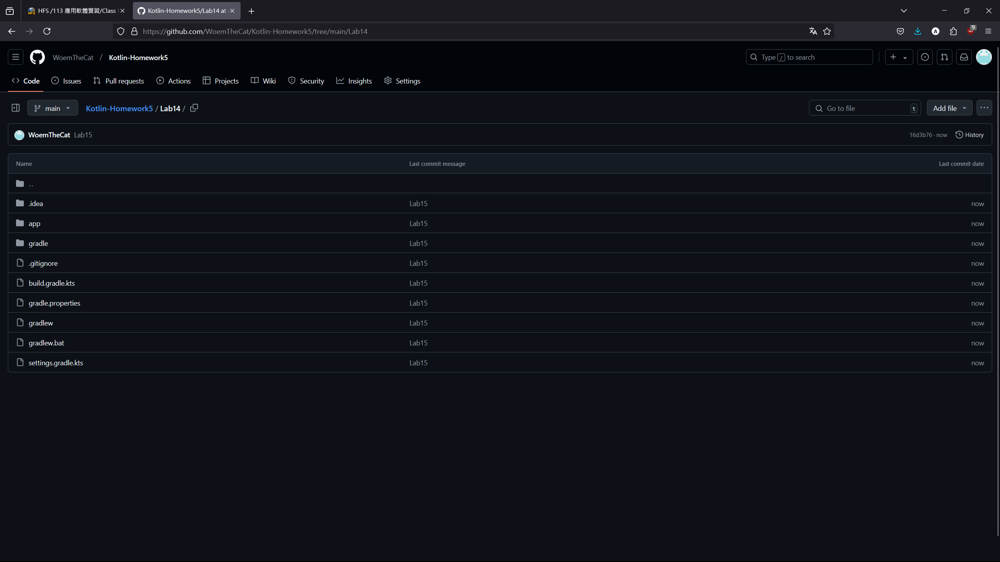 HFS /113 應用軟體實習/Class
Kotlin-Homework5/Lab14 at
https://github.com/WoemTheCat/Kotlin-Homework5/tree/main/Lab14
9
WoemTheCat / Kotlin-Homework5
Type / to search
Code
Issues
Pull requests
Actions
Projects
Wiki
Security
Insights
Settings
main
Kotlin-Homework5 / Lab14 /
Go to file
t
Add file
WoemTheCat Lab15
16d3b76 · now
History
Name Last commit message Last commit date
..
.idea Lab15 now
app Lab15 now
gradle Lab15 now
.gitignore Lab15 now
build.gradle.kts Lab15 now
gradle.properties Lab15 now
gradlew Lab15 now
gradlew.bat Lab15 now
settings.gradle.kts Lab15 now